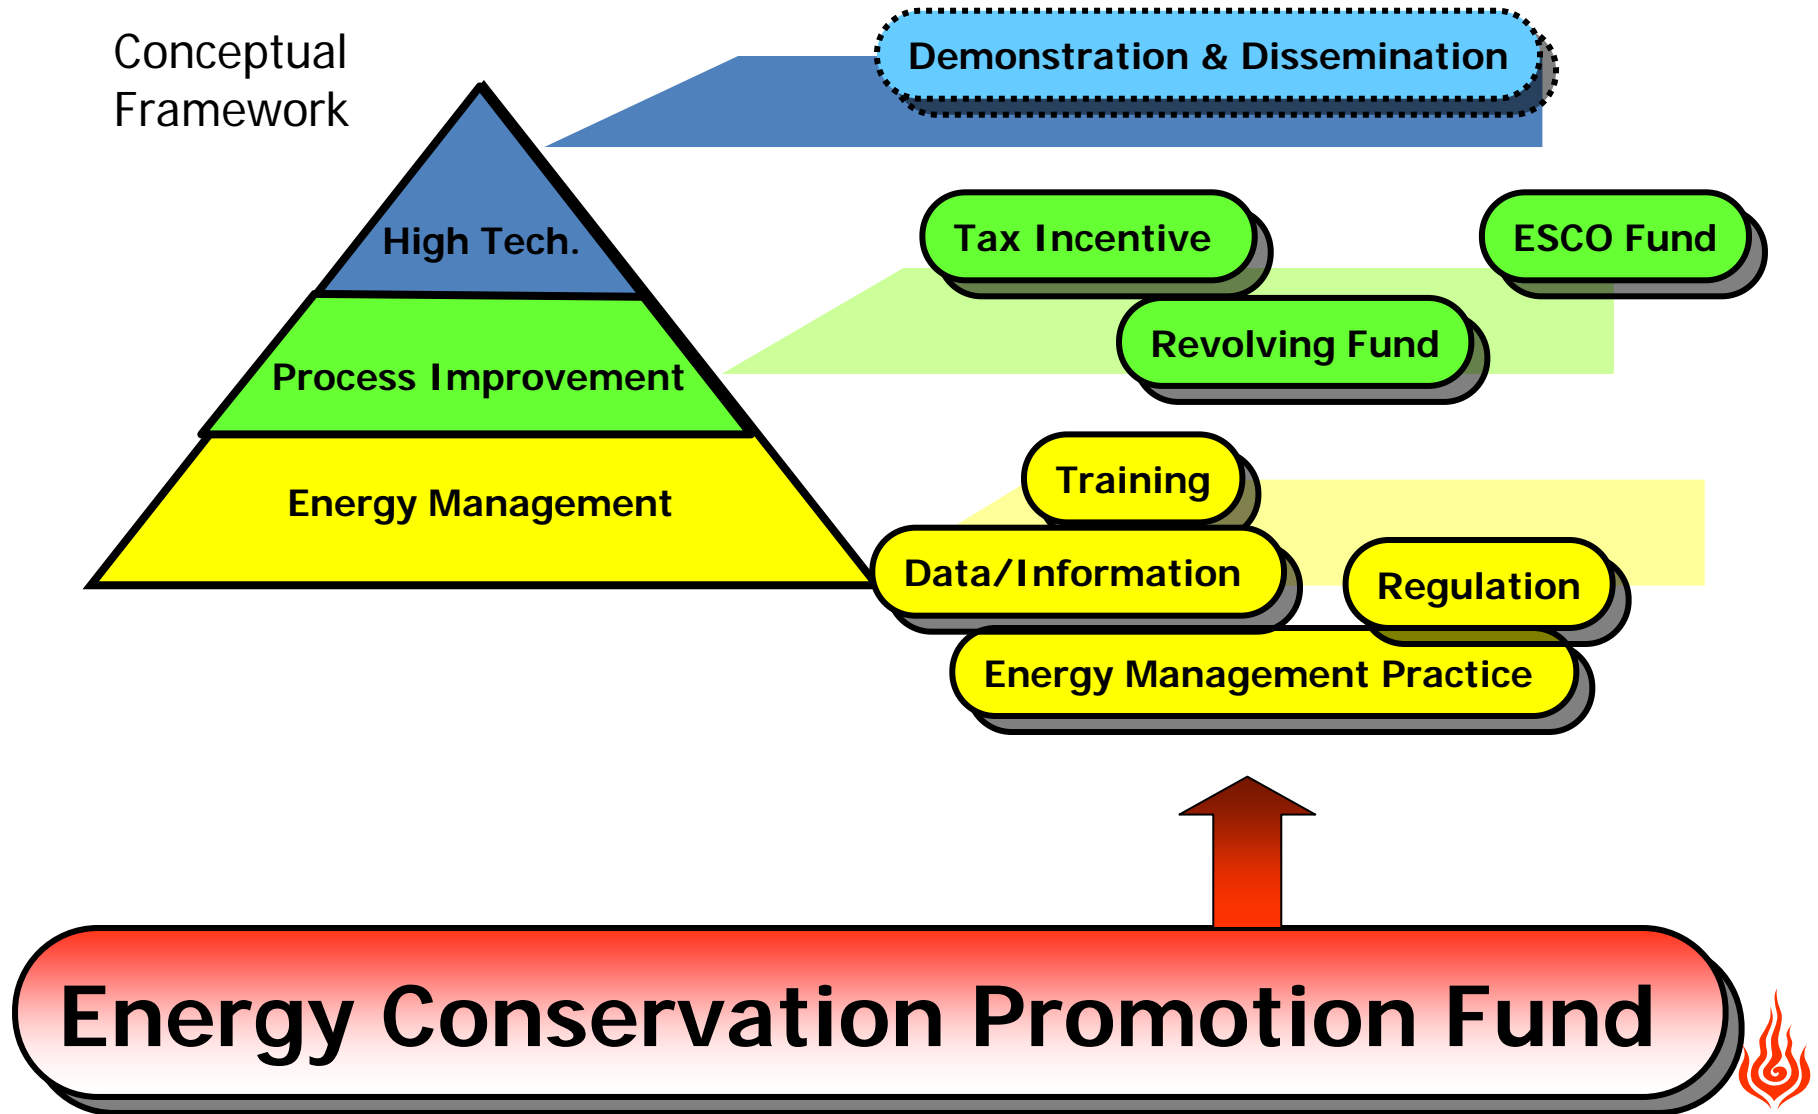 Conceptual
Framework
Demonstration & Dissemination
High Tech.
Tax Incentive
ESCO Fund
Revolving Fund
Process Improvement
Training
Energy Management
Data/Information
Regulation
Energy Management Practice
Energy Conservation Promotion Fund